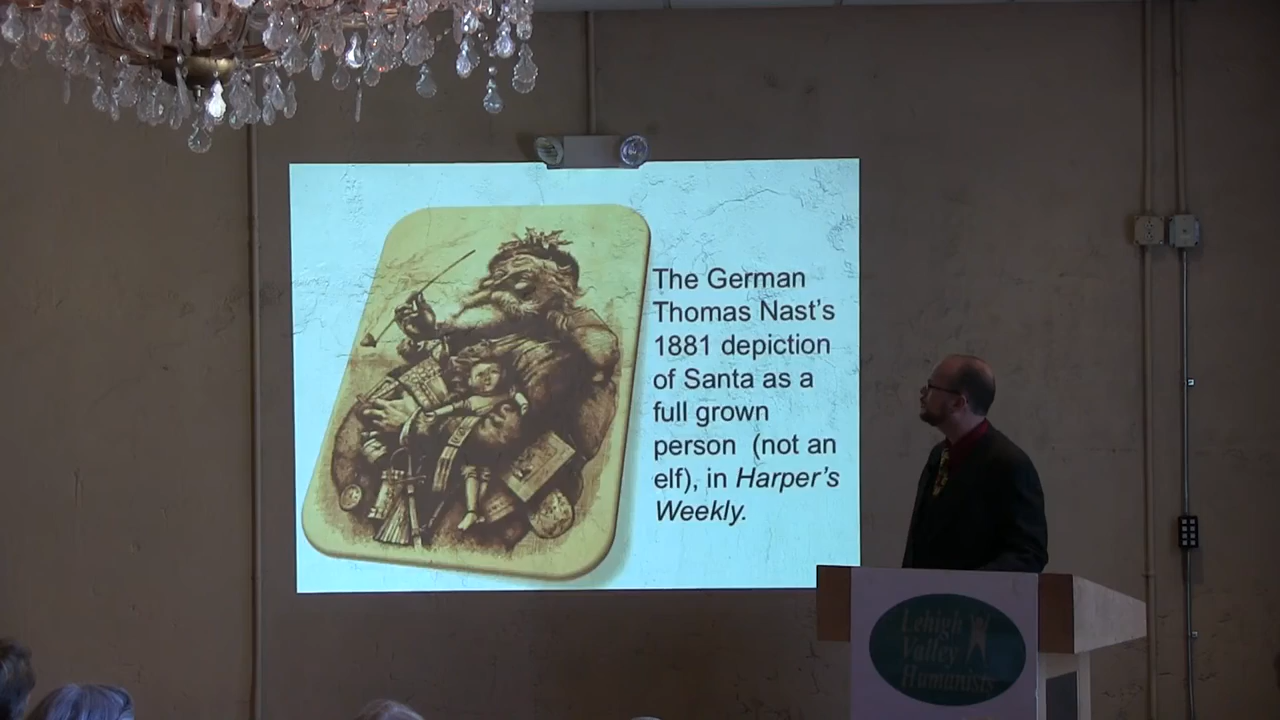 The German
Thomas Nast's
1881 depiction
of Santa as a
full grown
person (not an
elf), in Harper's
Weekly.
Lehigh
Valley
Humanists